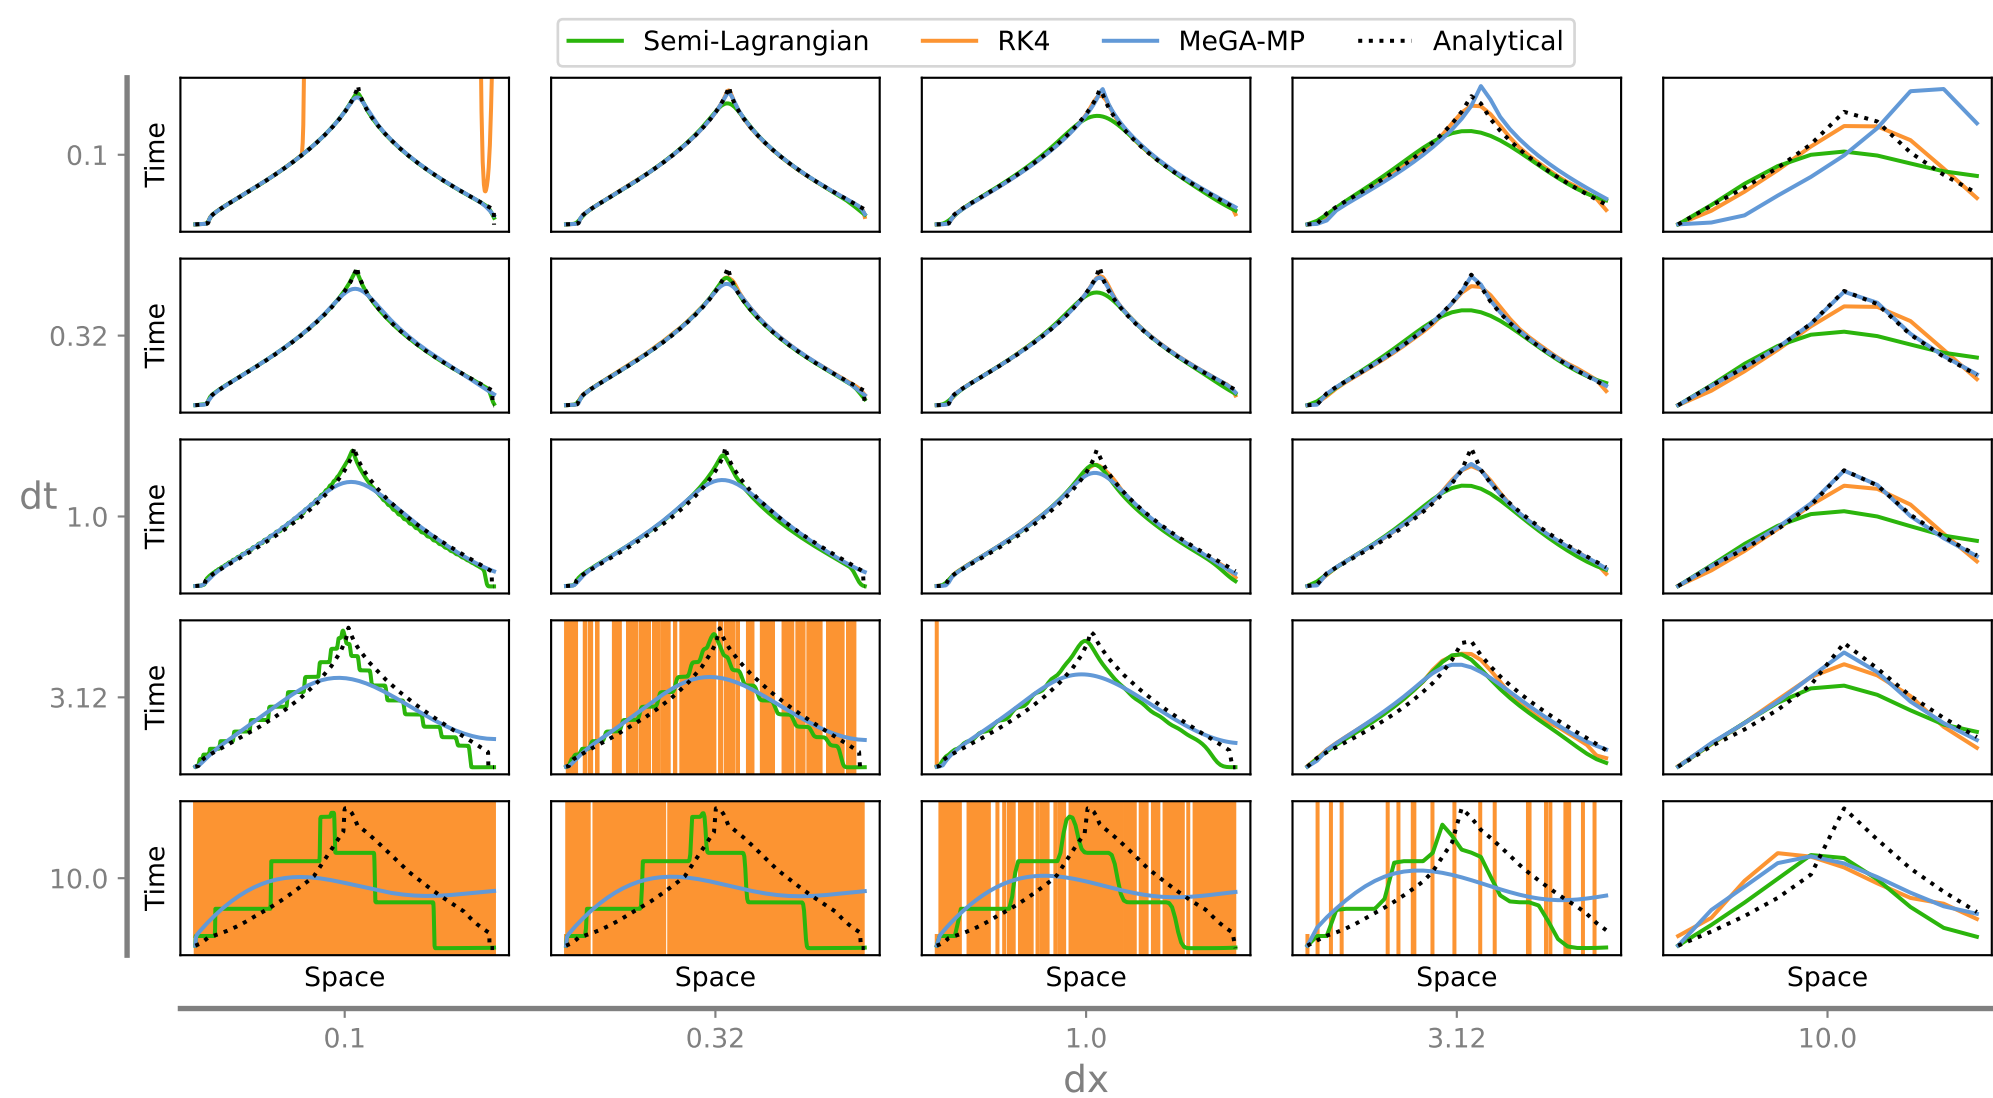 Semi-Lagrangian RK4 MeGA-MP Analytical
0.1 Time
0.32 Time
dt 1.0 Time
3.12 Time
10.0 Time
Space Space Space Space Space
0.1 0.32 1.0 3.12 10.0
dx